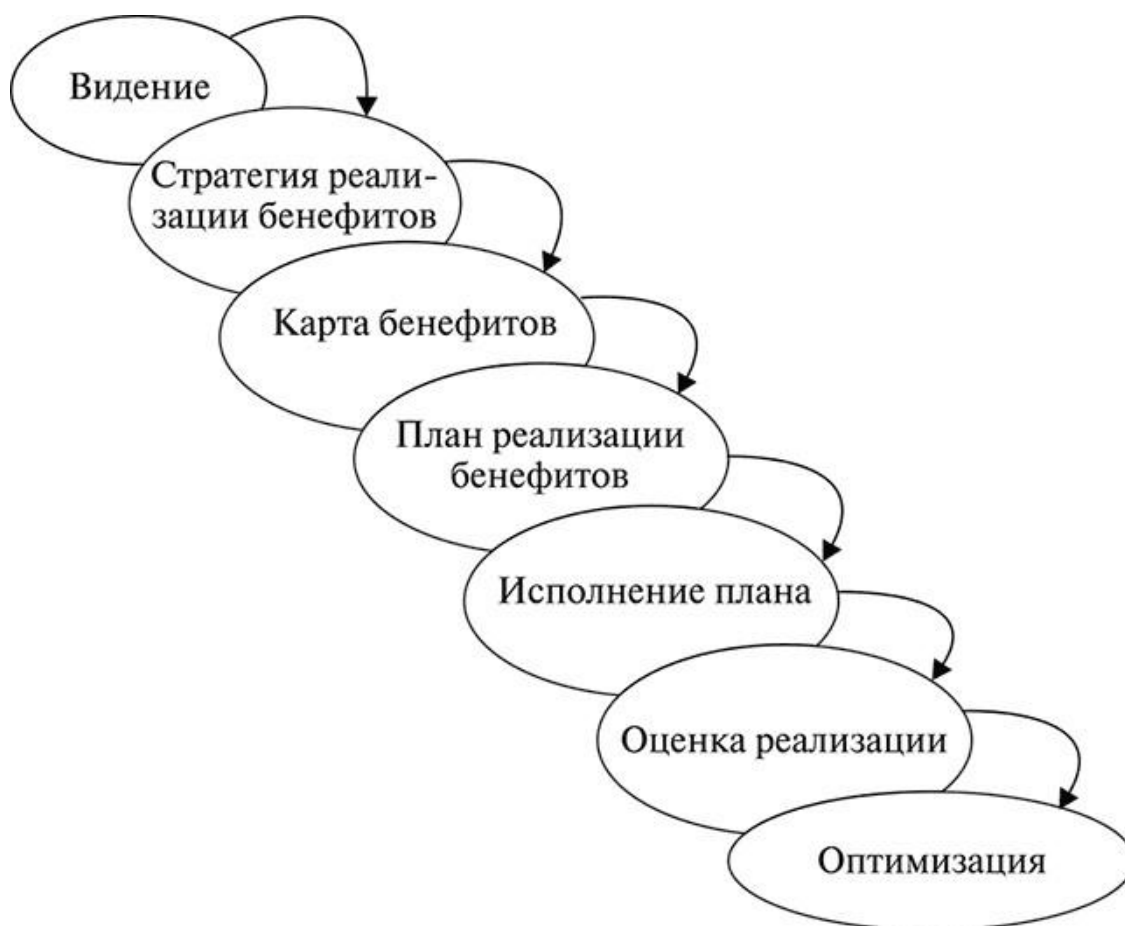 Видение
Стратегия реали-
зации бенефитов
Карта бенефитов
План реализации
бенефитов
Исполнение плана
Оценка реализации
Оптимизация